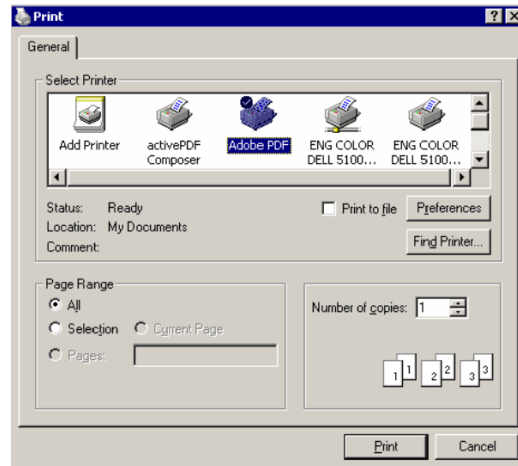 Print
General
Select Printer
Add Printer
activePDF
Composer
Adobe PDF
ENG COLOR
DELL 5100...
ENG COLOR
DELL 5100...
Status: Ready
Location: My Documents
Comment:
Print to file
Preferences
Find Printer...
Page Range
All
Selection
Current Page
Pages:
Number of copies: 1
1 1 2 2 3 3
Print
Cancel